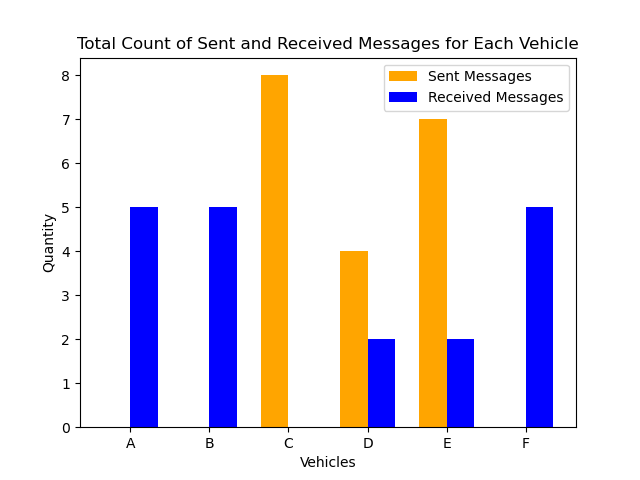 Total Count of Sent and Received Messages for Each Vehicle
Sent Messages
Received Messages
8
7
6
5
4
3
2
1
0
Quantity
A B C D E F
Vehicles